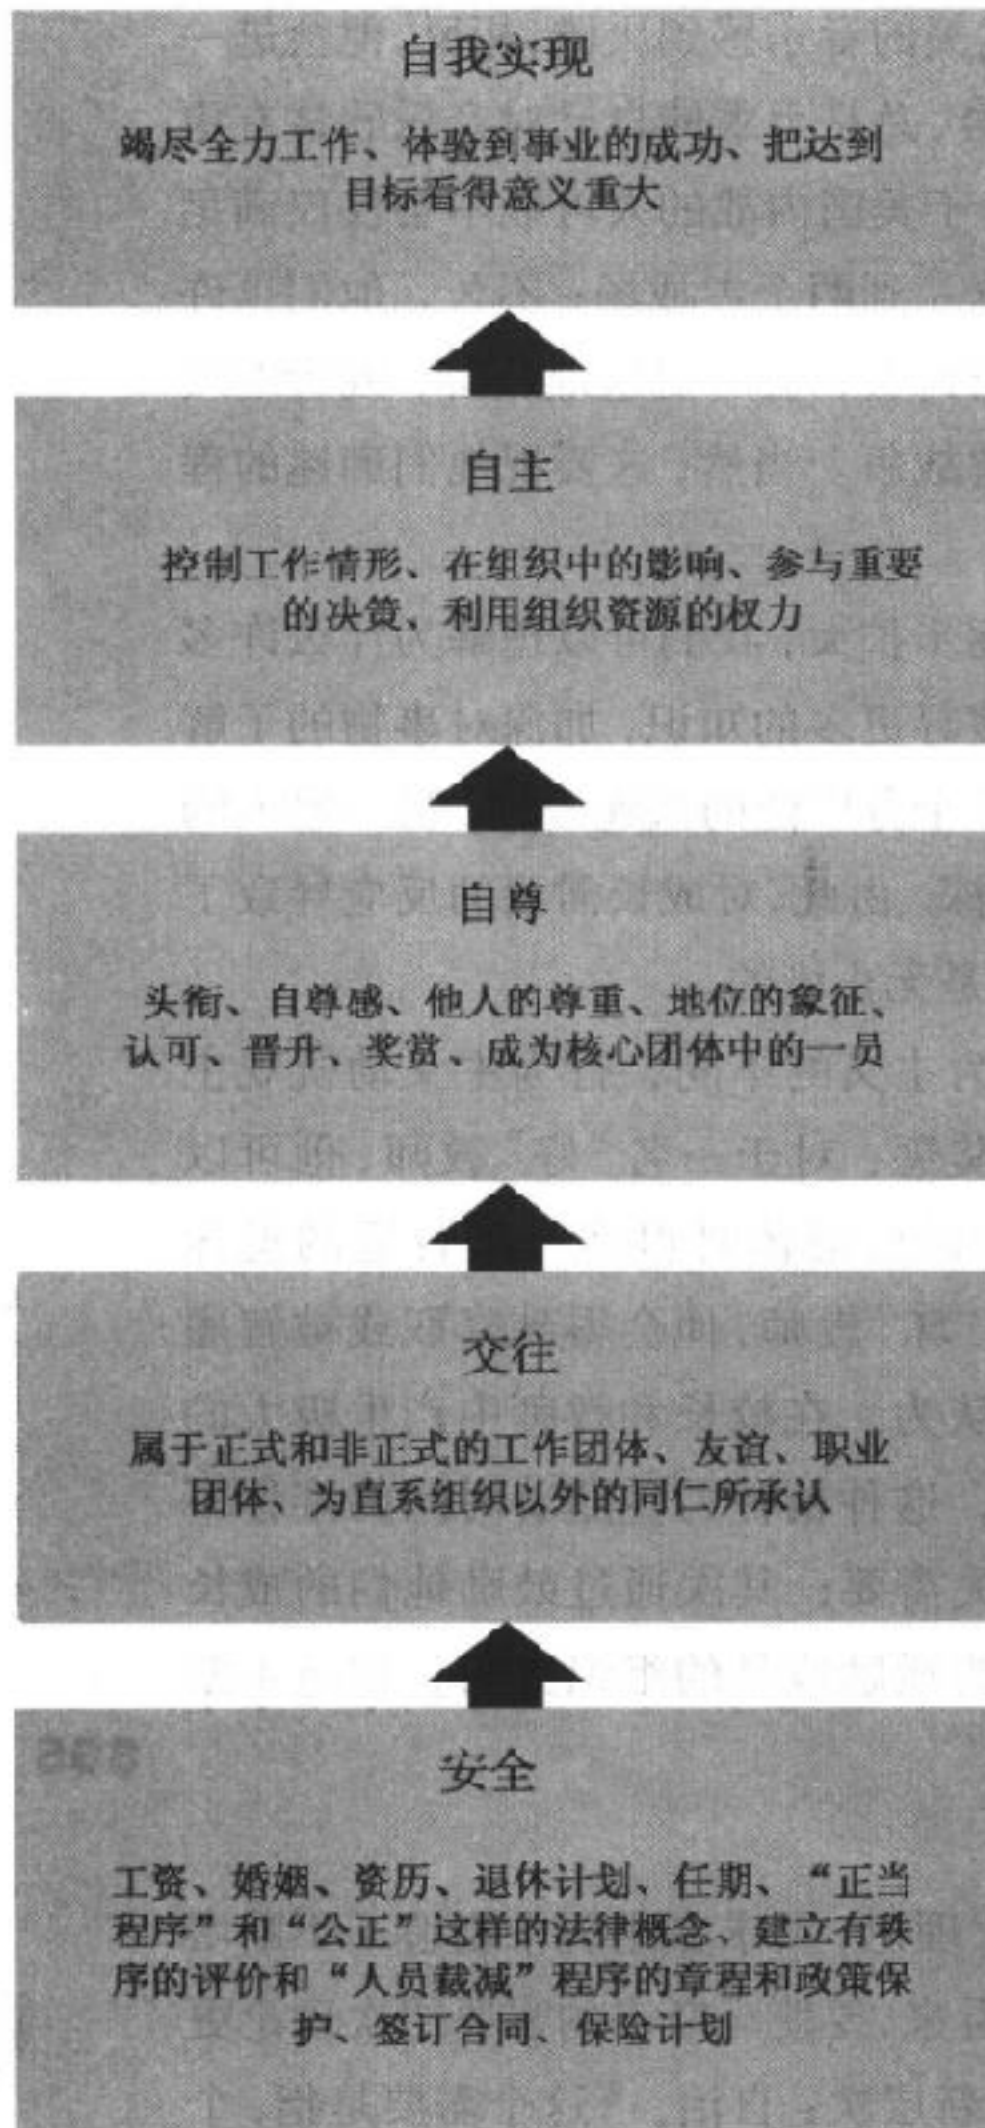 自我实现
竭尽全力工作、体验到事业的成功、把达到
目标看得意义重大
自主
控制工作情形、在组织中的影响、参与重要
的决策、利用组织资源的权力
自尊
头衔、自尊感、他人的尊重、地位的象征、
认可、晋升、奖赏、成为核心团体中的一员
交往
属于正式和非正式的工作团体、友谊、职业
团体、为直系组织以外的同仁所承认
安全
工资、婚姻、资历、退休计划、任期、“正当
程序”和“公正”这样的法律概念、建立有秩
序的评价和“人员裁减”程序的章程和政策保
护、签订合同、保险计划